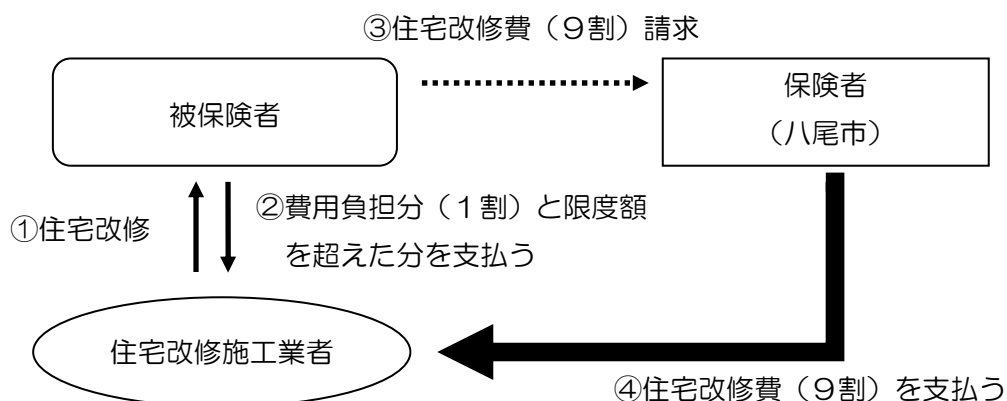 ③住宅改修費（９割）請求
被保険者
保険者
（八尾市）
①住宅改修
②費用負担分（１割）と限度額
を超えた分を支払う
住宅改修施工業者
④住宅改修費（９割）を支払う